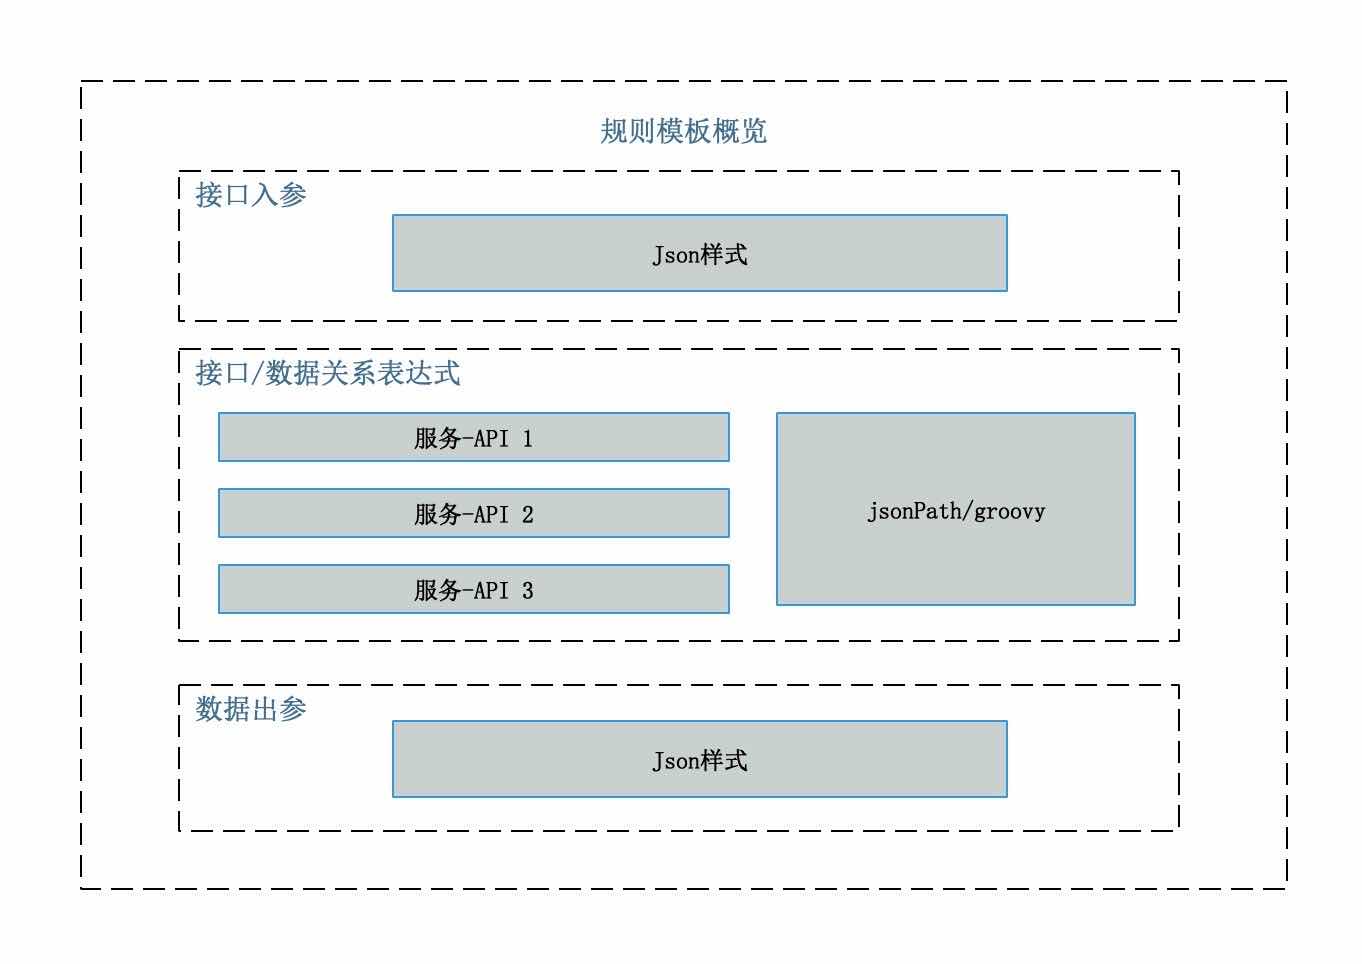 规则模板概览
接口入参
Json样式
接口/数据关系表达式
服务-API 1
服务-API 2
服务-API 3
jsonPath/groovy
数据出参
Json样式